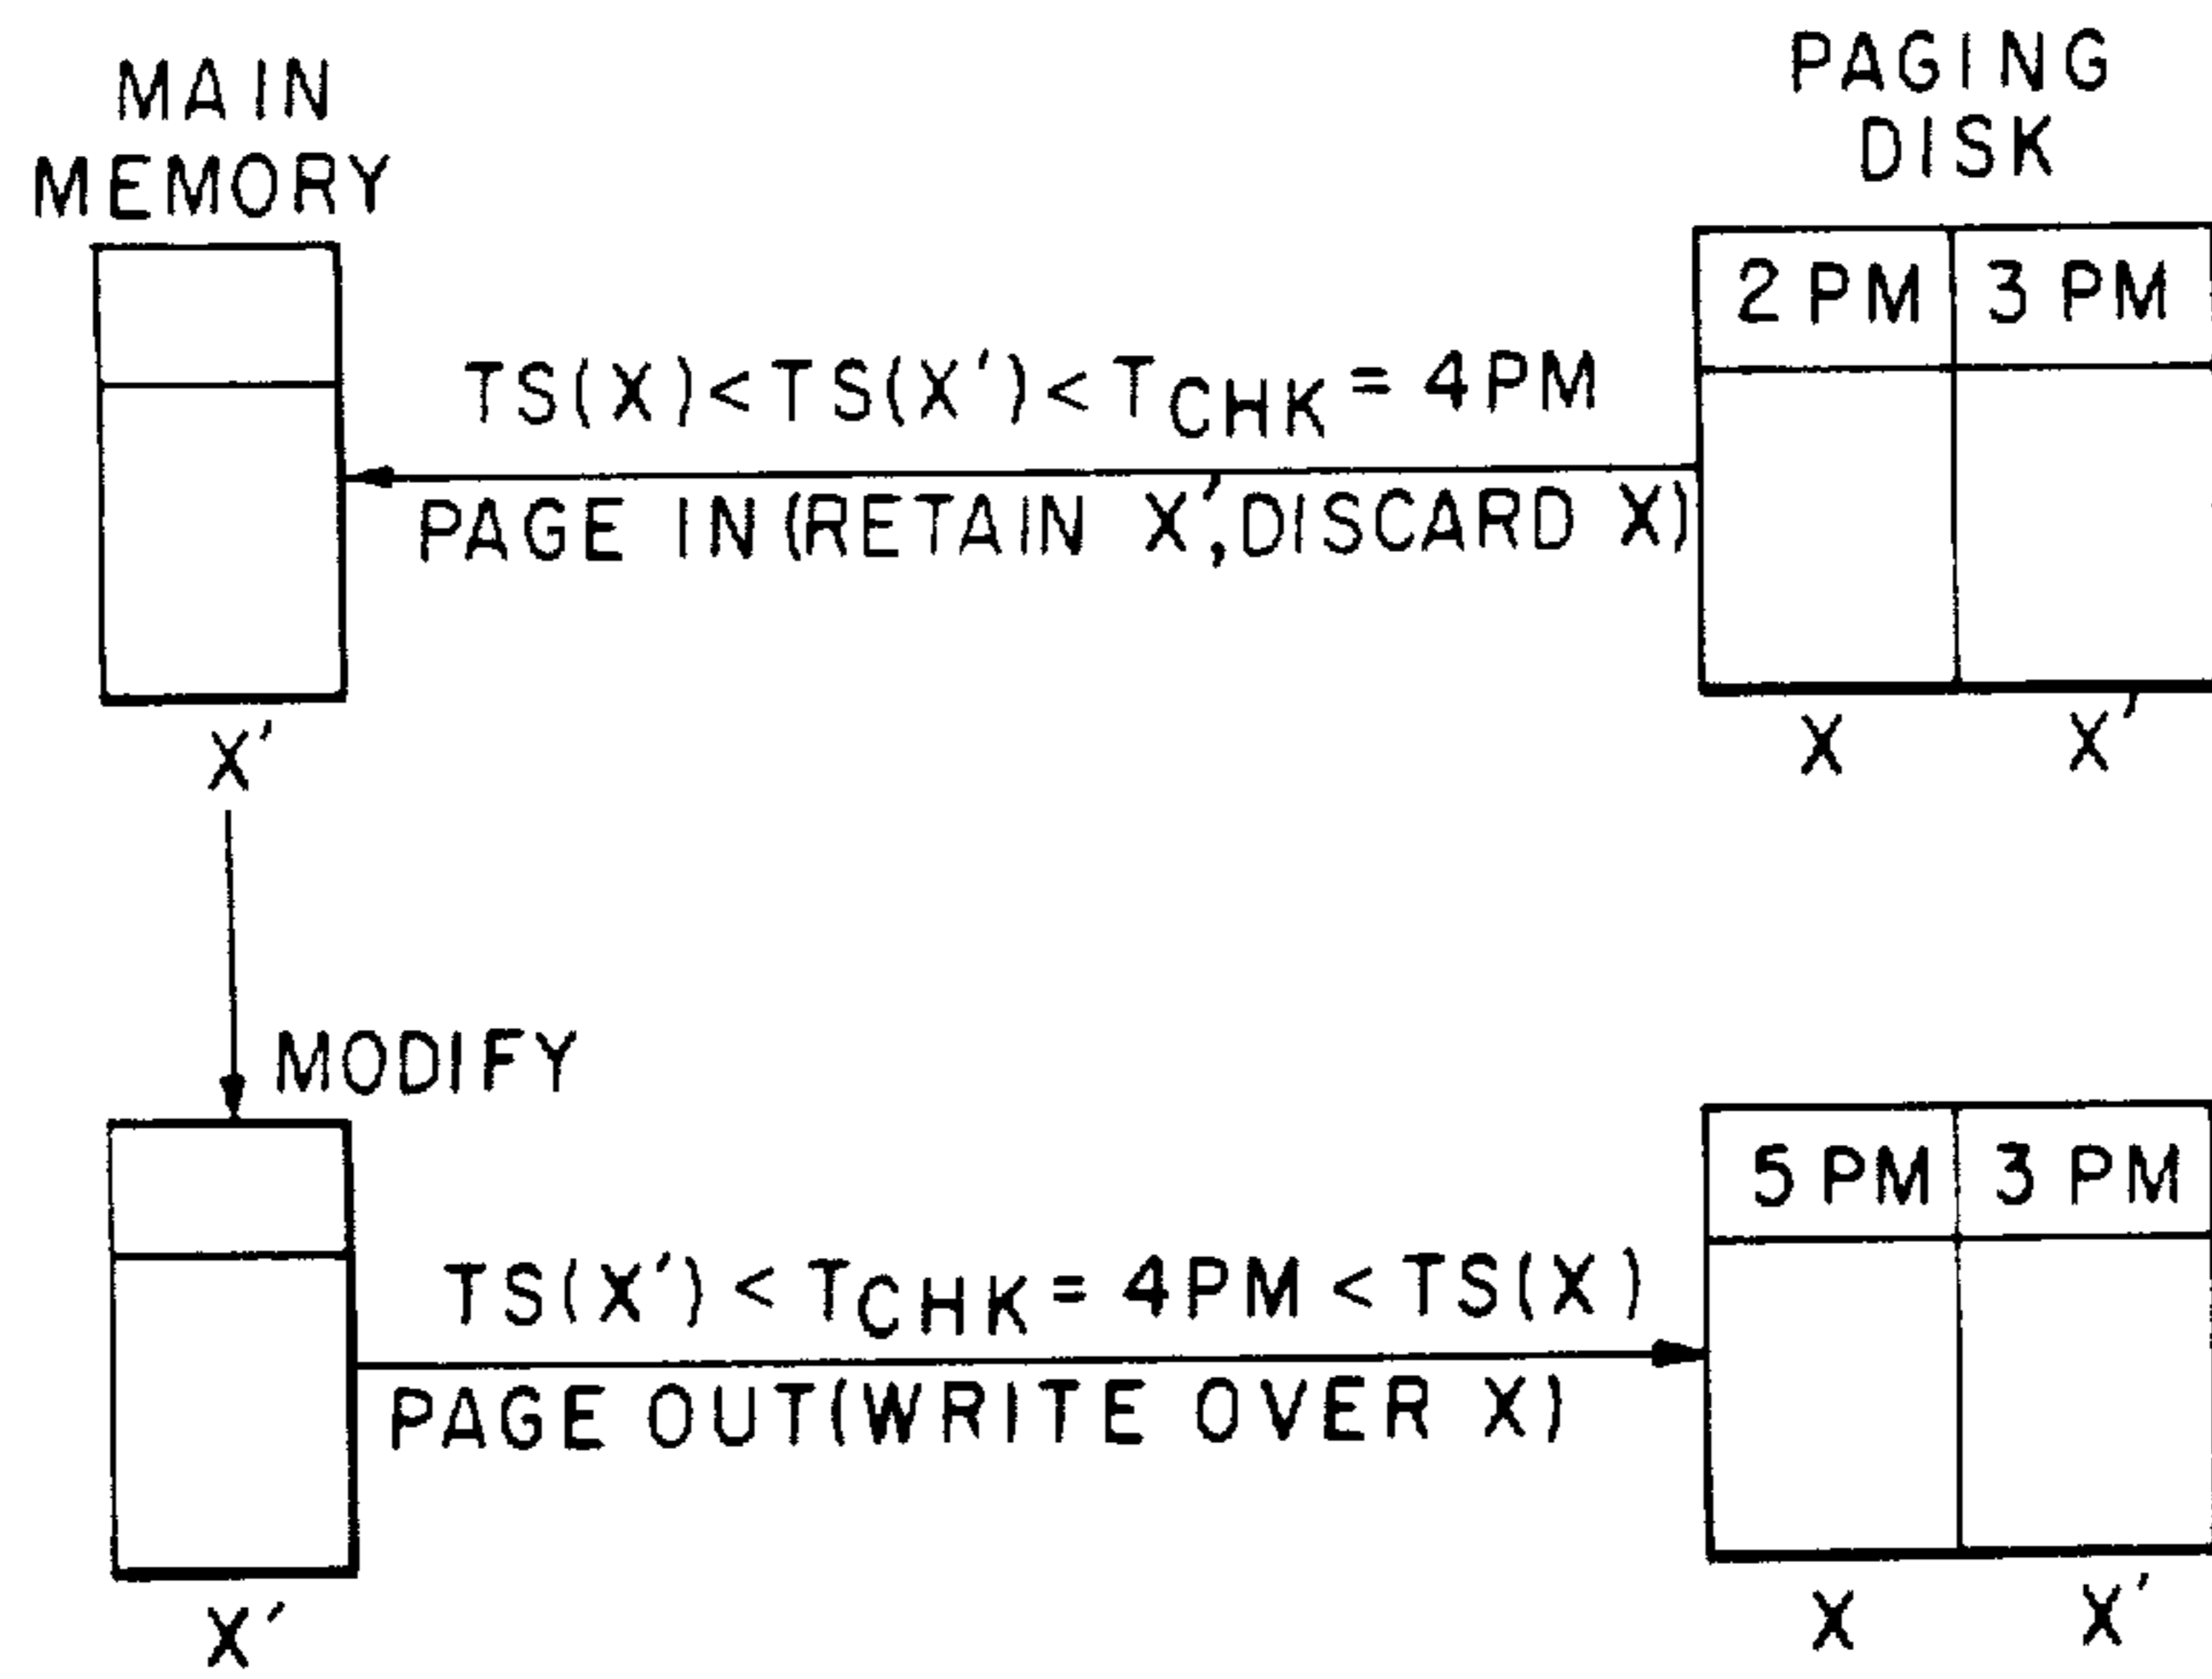 MAIN
MEMORY
PAGING
DISK
2 PM
3 PM
TS(X)<TS(X')<TCHK=4PM
PAGE IN(RETAIN X',DISCARD X)
X'
X
X'
MODIFY
5 PM
3 PM
TS(X')<TCHK=4PM<TS(X)
PAGE OUT(WRITE OVER X)
X'
X
X'